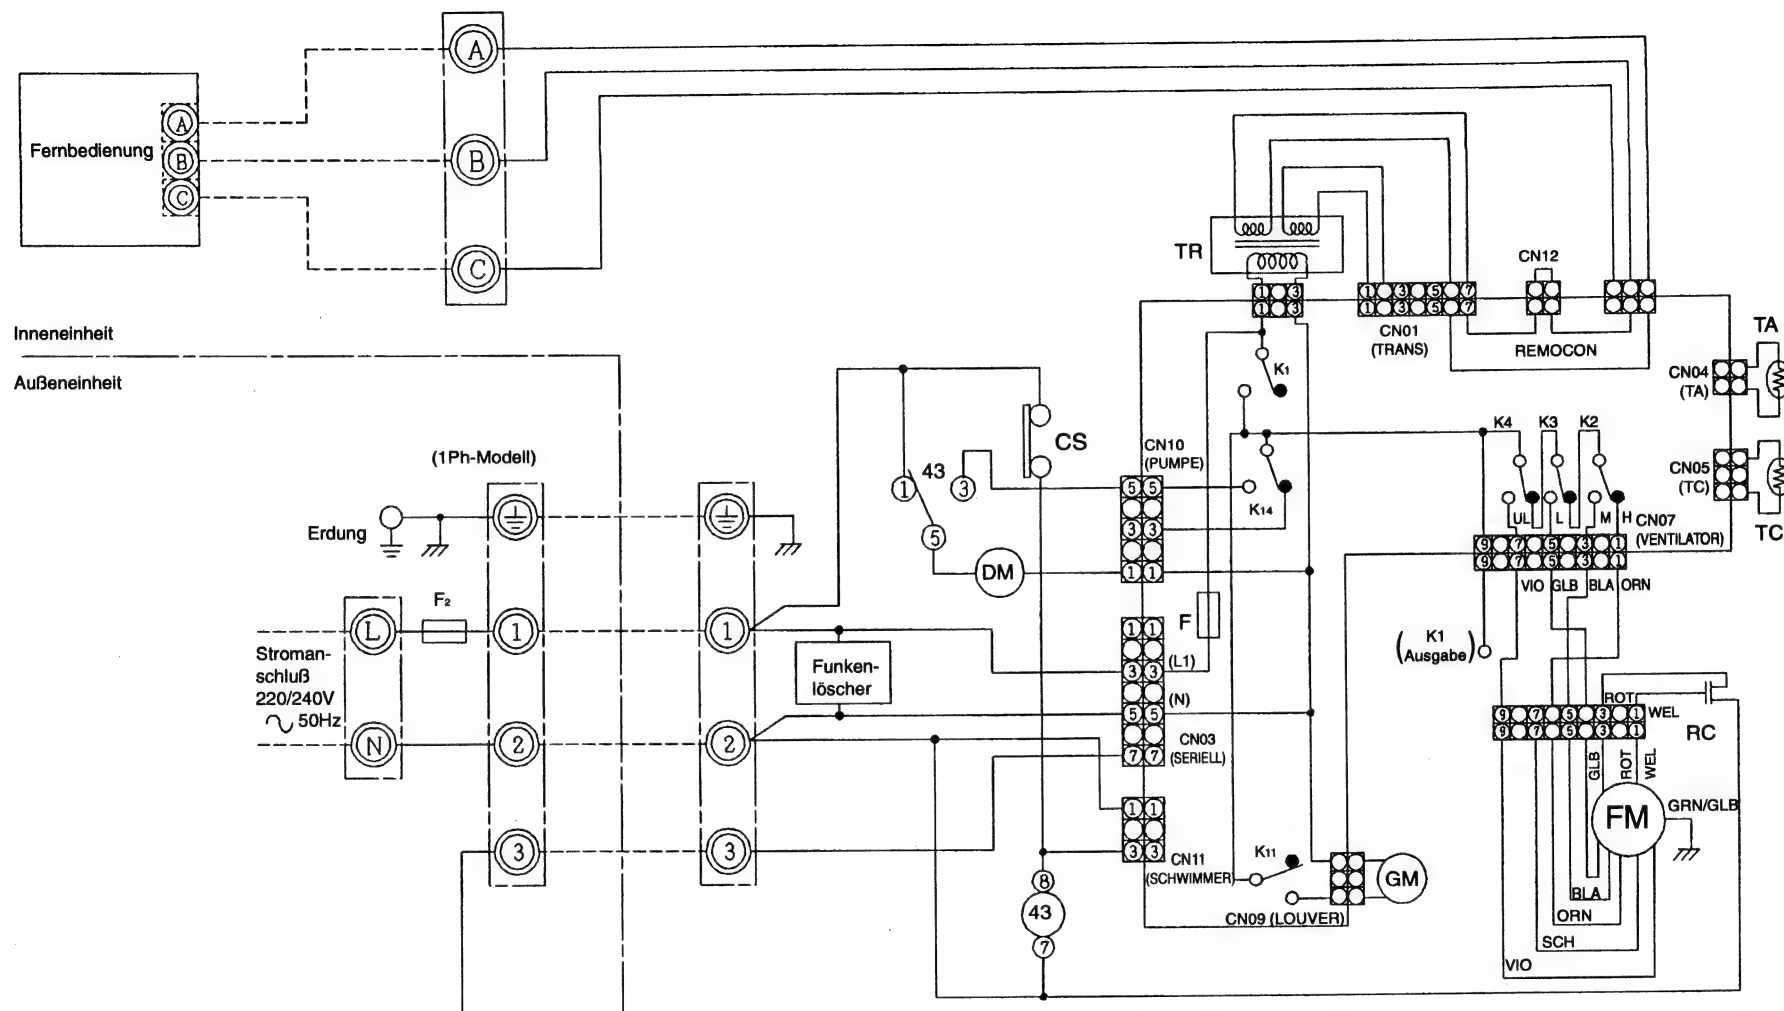 A
Fernbedienung
A
B
C
B
C
TR
1 3
1 3
1 3 5 7
1 3 5 7
CN01
(TRANS)
CN12
REMOCON
TA
CN04
(TA)
CN05
(TC)
TC
Inneneinheit
Außeneinheit
(1Ph-Modell)
Erdung
F2
L
N
1
2
3
1
2
3
Stroman-
schluß
220/240V
50Hz
Funken-
löscher
43
1
3
5
DM
CS
CN10
(PUMPE)
5 5
3 3
1 1
K1
K14
F
1 1
3 3
(L1)
(N)
5 5
7 7
CN03
(SERIELL)
1 1
3 3
CN11
(SCHWIMMER)
8
43
7
K11
CN09 (LOUVER)
GM
K4 K3 K2
UL L M H
CN07
(VENTILATOR)
9 7 5 3 1
9 7 5 3 1
VIO GLB BLA ORN
K1
(Ausgabe)
ROT
WEL
RC
9 7 5 3 1
9 7 5 3 1
GLB
ROT
WEL
FM
GRN/GLB
BLA
ORN
SCH
VIO